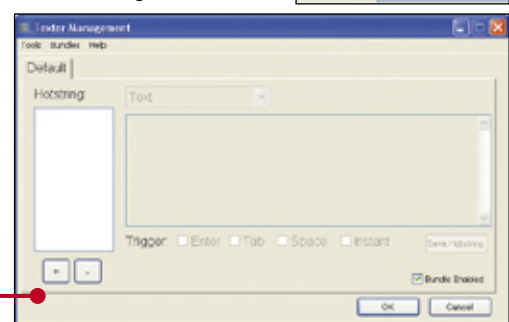 Texter Management
Tools Bundles Help
Default
Hotstring:
Text
Trigger: Enter Tab Space Instant
Save Hotstring
+ -
Bundle Enabled
OK Cancel